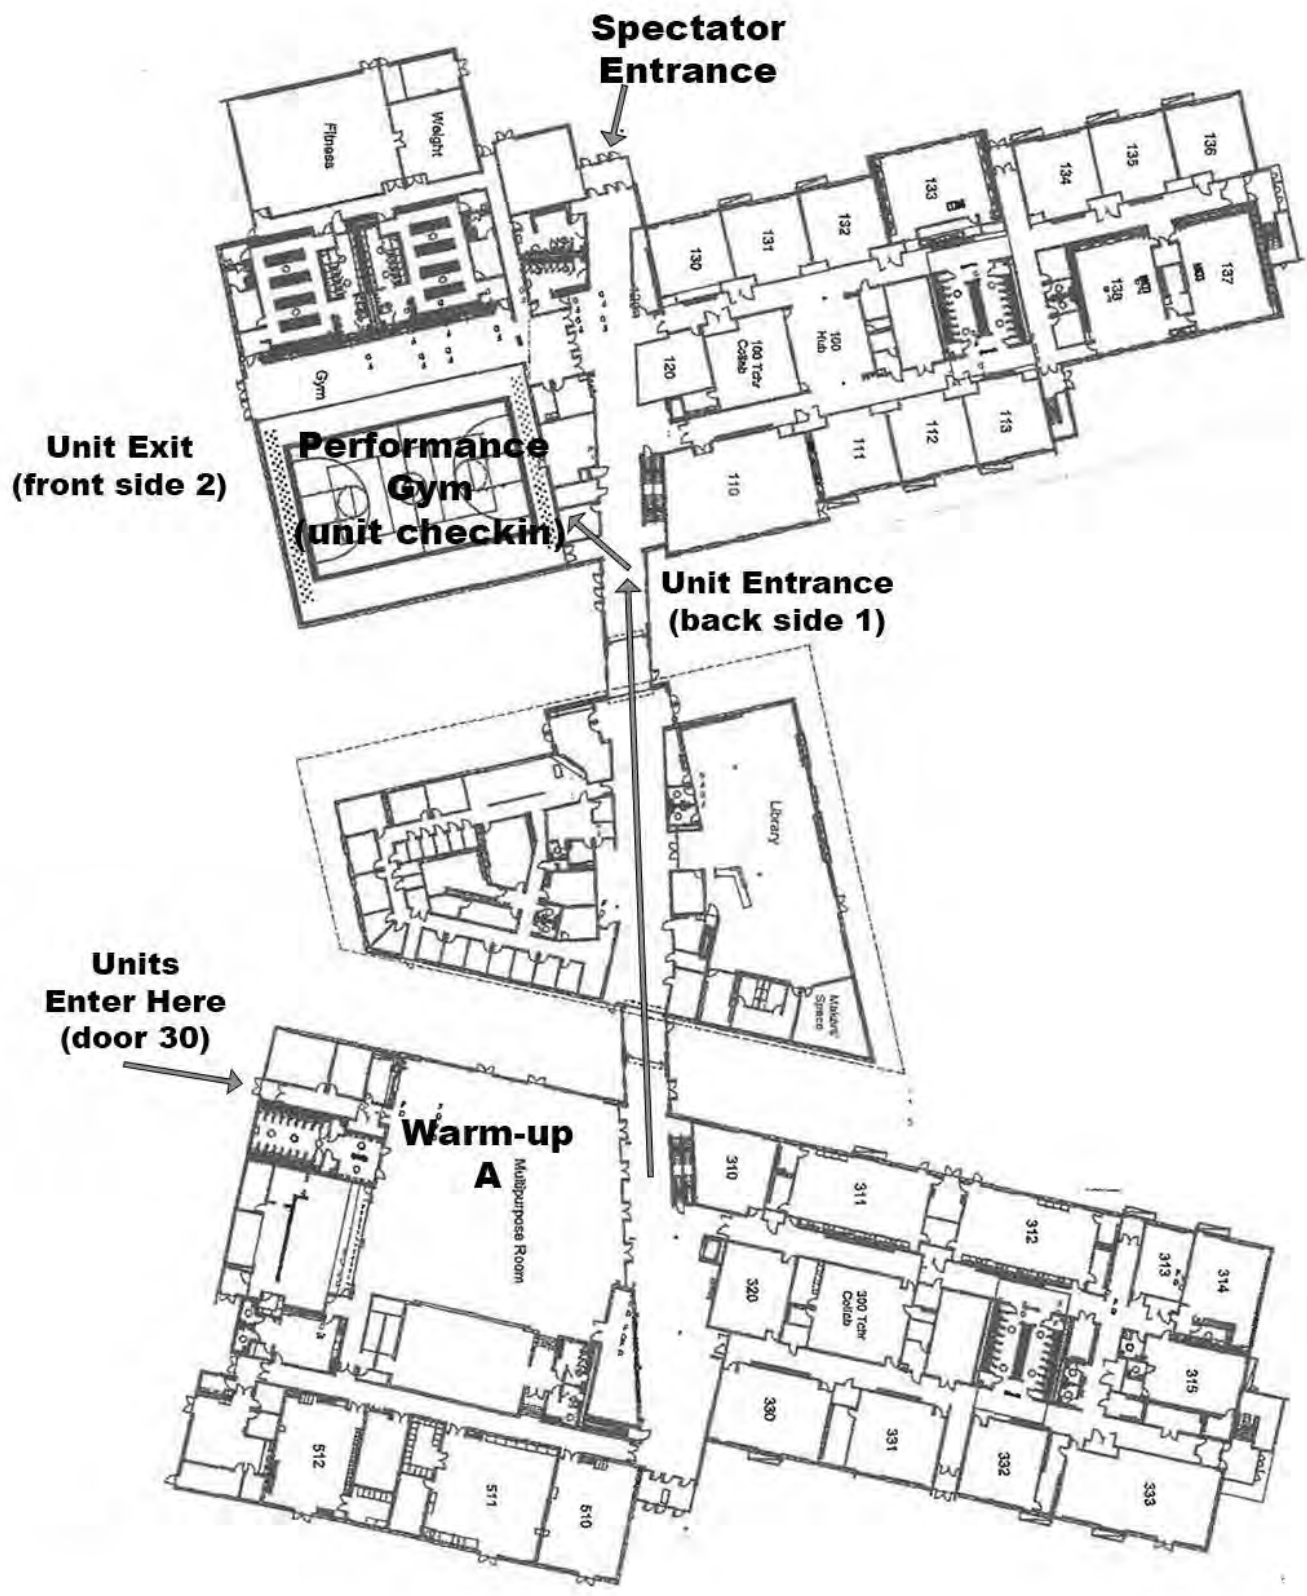 Spectator
Entrance
Fitness
Weight
136
135
134
133
132
131
130
137
138
100
Hub
100 Tchr
Collab
120
113
112
111
110
Gym
Unit Exit
(front side 2)
Performance
Gym
(unit checkin)
Unit Entrance
(back side 1)
Library
Makers'
Space
Units
Enter Here
(door 30)
Warm-up
A
Multipurpose Room
310
311
312
313
314
320
300 Tchr
Collab
315
330
331
332
333
512
511
510